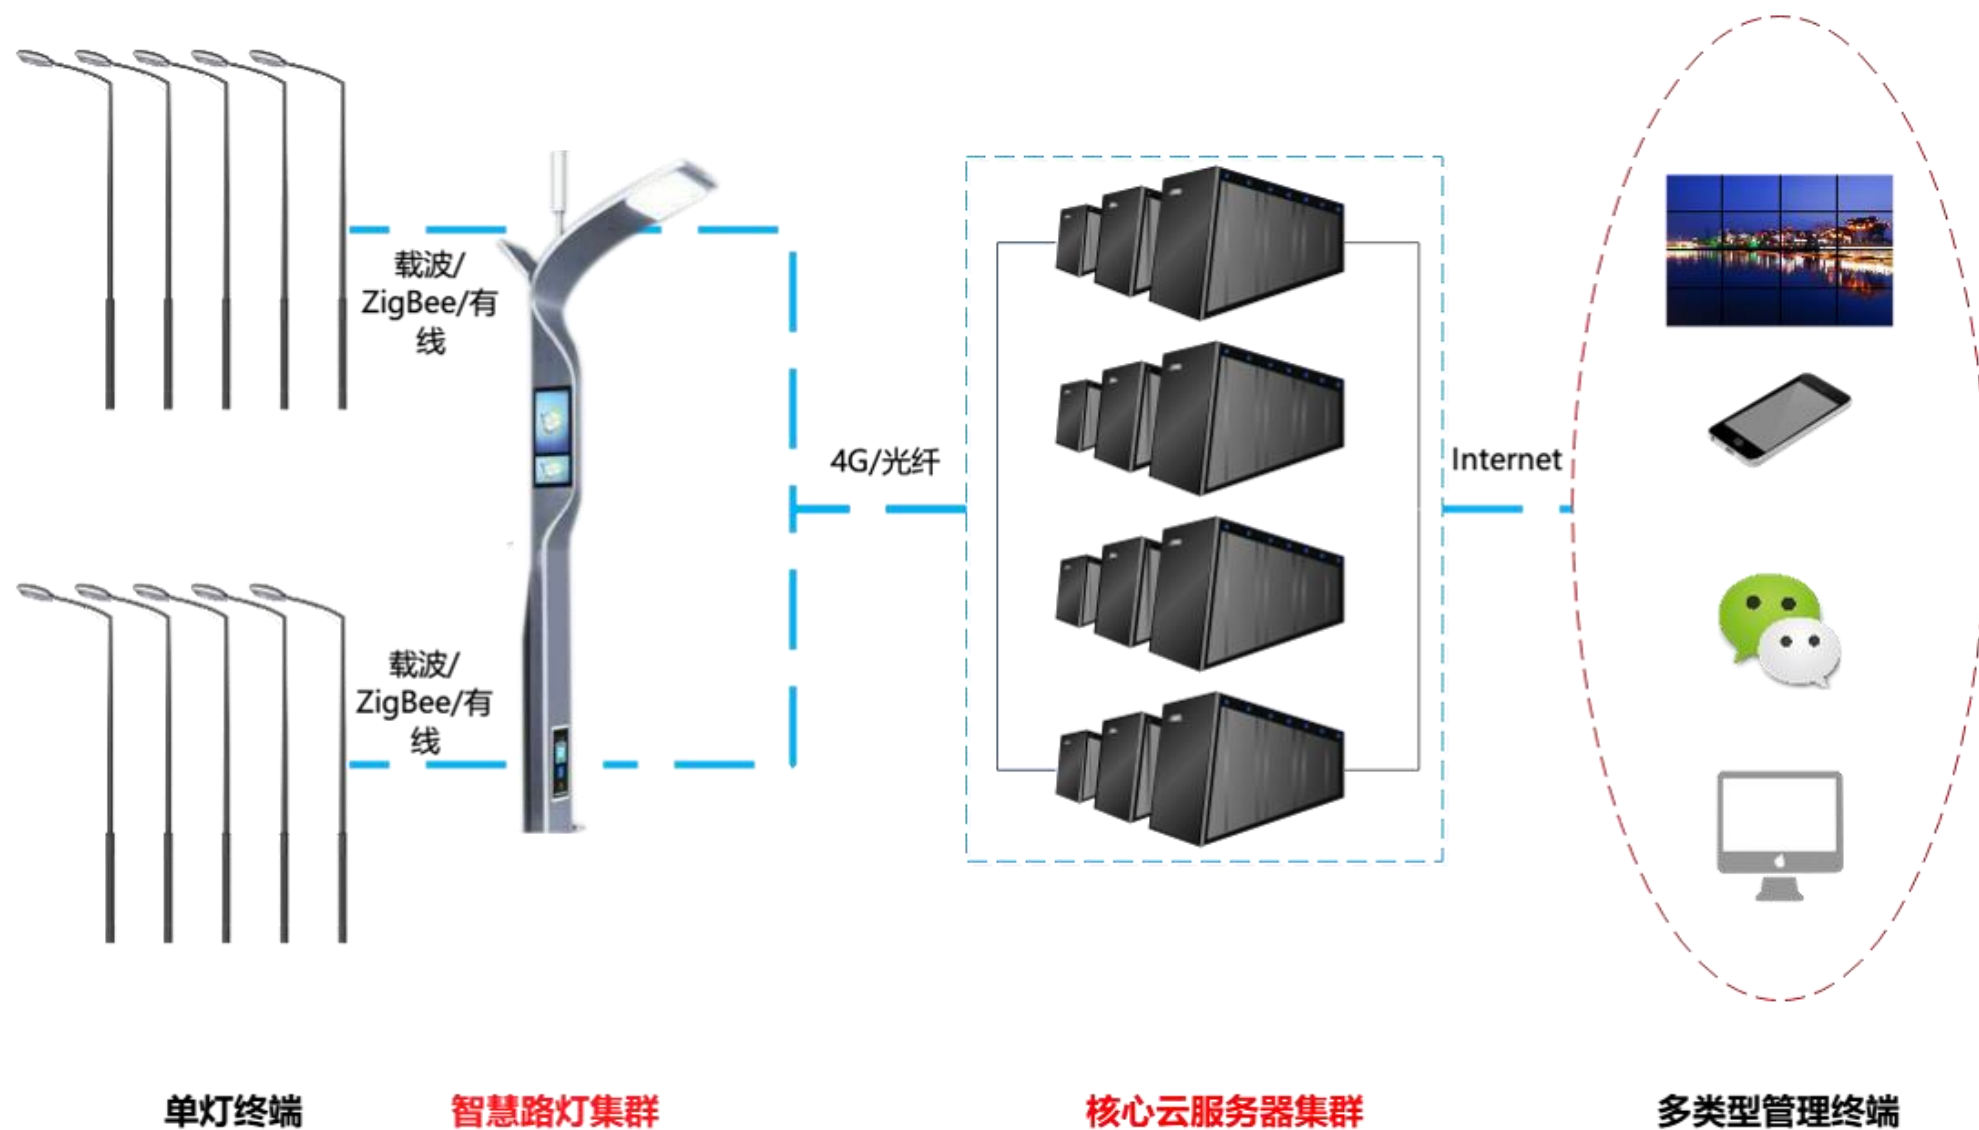 载波/
ZigBee/有
线
4G/光纤
Internet
载波/
ZigBee/有
线
单灯终端
智慧路灯集群
核心云服务器集群
多类型管理终端